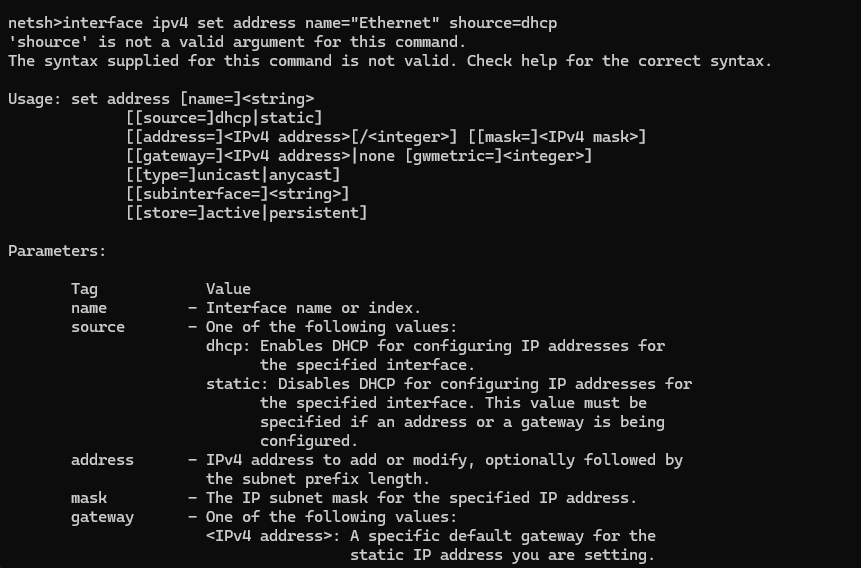 netsh>interface ipv4 set address name="Ethernet" shource=dhcp
'shource' is not a valid argument for this command.
The syntax supplied for this command is not valid. Check help for the correct syntax.

Usage: set address [name=]<string>
             [[source=]dhcp|static]
             [[address=]<IPv4 address>[/<integer>] [[mask=]<IPv4 mask>]
             [[gateway=]<IPv4 address>|none [gwmetric=]<integer>]
             [[type=]unicast|anycast]
             [[subinterface=]<string>]
             [[store=]active|persistent]

Parameters:

       Tag            Value
       name         - Interface name or index.
       source       - One of the following values:
                      dhcp: Enables DHCP for configuring IP addresses for
                            the specified interface.
                      static: Disables DHCP for configuring IP addresses for
                            the specified interface. This value must be
                            specified if an address or a gateway is being
                            configured.
       address      - IPv4 address to add or modify, optionally followed by
                      the subnet prefix length.
       mask         - The IP subnet mask for the specified IP address.
       gateway      - One of the following values:
                      <IPv4 address>: A specific default gateway for the
                                      static IP address you are setting.